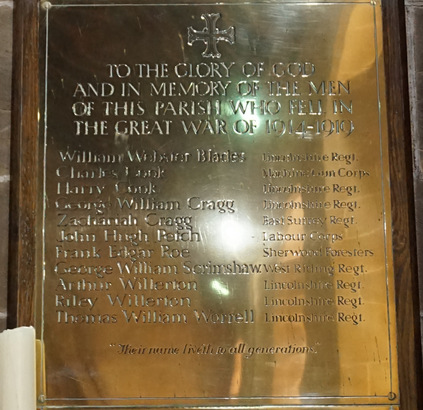 TO THE GLORY OF GOD
AND IN MEMORY OF THE MEN
OF THIS PARISH WHO FELL IN
THE GREAT WAR OF 1914-1919
William Webster Blades Lincolnshire Regt.
Charles Cook Machine Gun Corps
Harry Cook Lincolnshire Regt.
George William Cragg Lincolnshire Regt.
Zachariah Cragg East Surrey Regt.
John Hugh Labour Corps
Frank Edgar Roe Sherwood Foresters
George William Scrimshaw West Riding Regt.
Arthur Willerton Lincolnshire Regt.
Riley Willerton Lincolnshire Regt.
Thomas William Worrell Lincolnshire Regt.
"Their name liveth to all generations."